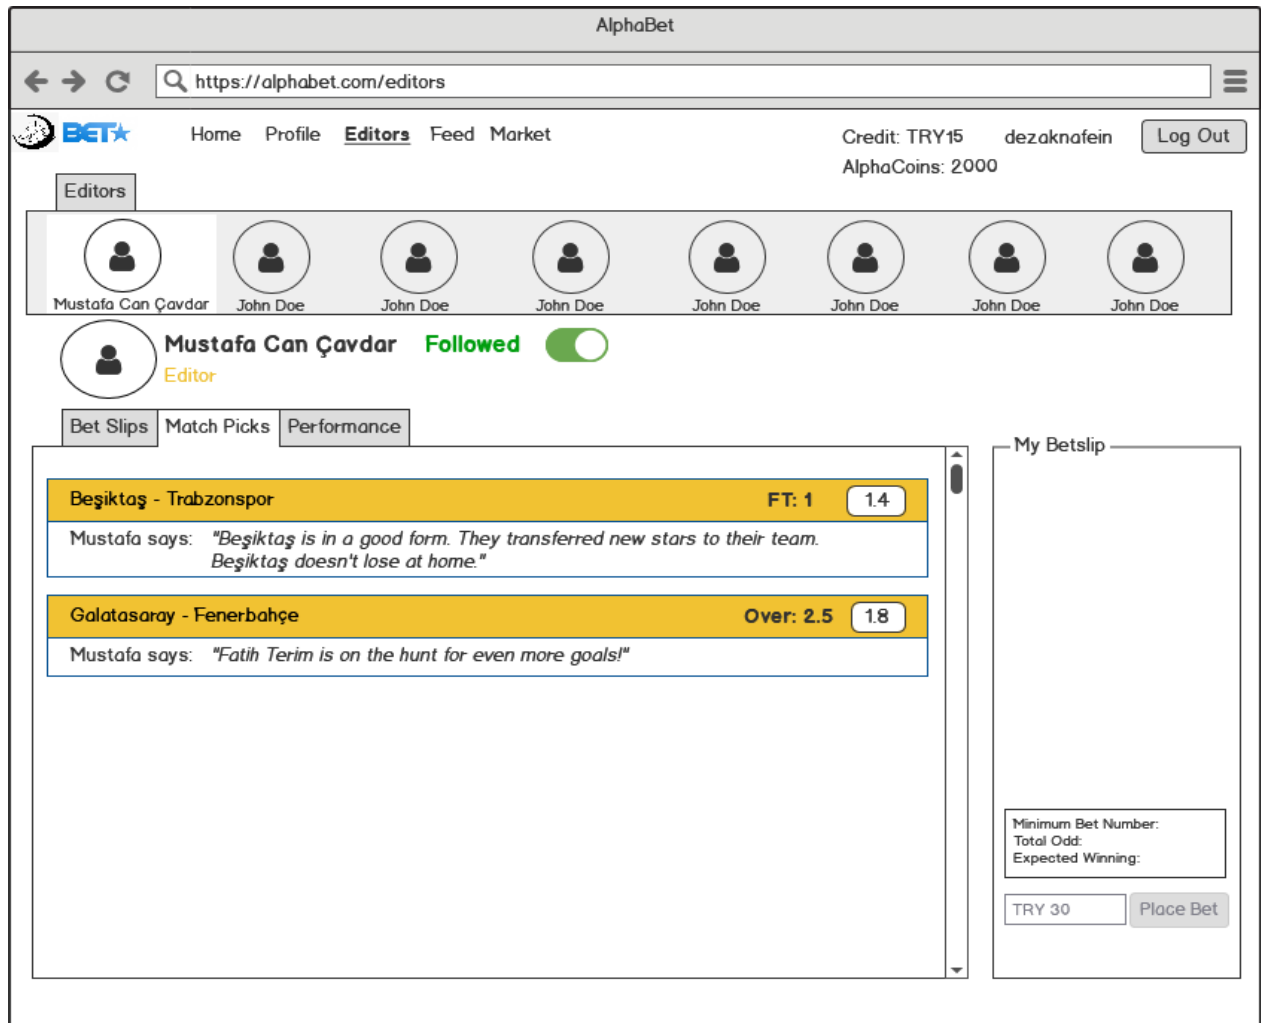 AlphaBet
https://alphabet.com/editors
BET Home Profile Editors Feed Market Credit: TRY15 dezaknafein Log Out
AlphaCoins: 2000
Editors
Mustafa Can Çavdar John Doe John Doe John Doe John Doe John Doe John Doe John Doe
Mustafa Can Çavdar Followed
Editor
Bet Slips Match Picks Performance
My Betslip
Beşiktaş - Trabzonspor FT: 1 1.4
Mustafa says: "Beşiktaş is in a good form. They transferred new stars to their team.
Beşiktaş doesn't lose at home."
Galatasaray - Fenerbahçe Over: 2.5 1.8
Mustafa says: "Fatih Terim is on the hunt for even more goals!"
Minimum Bet Number:
Total Odd:
Expected Winning:
TRY 30 Place Bet